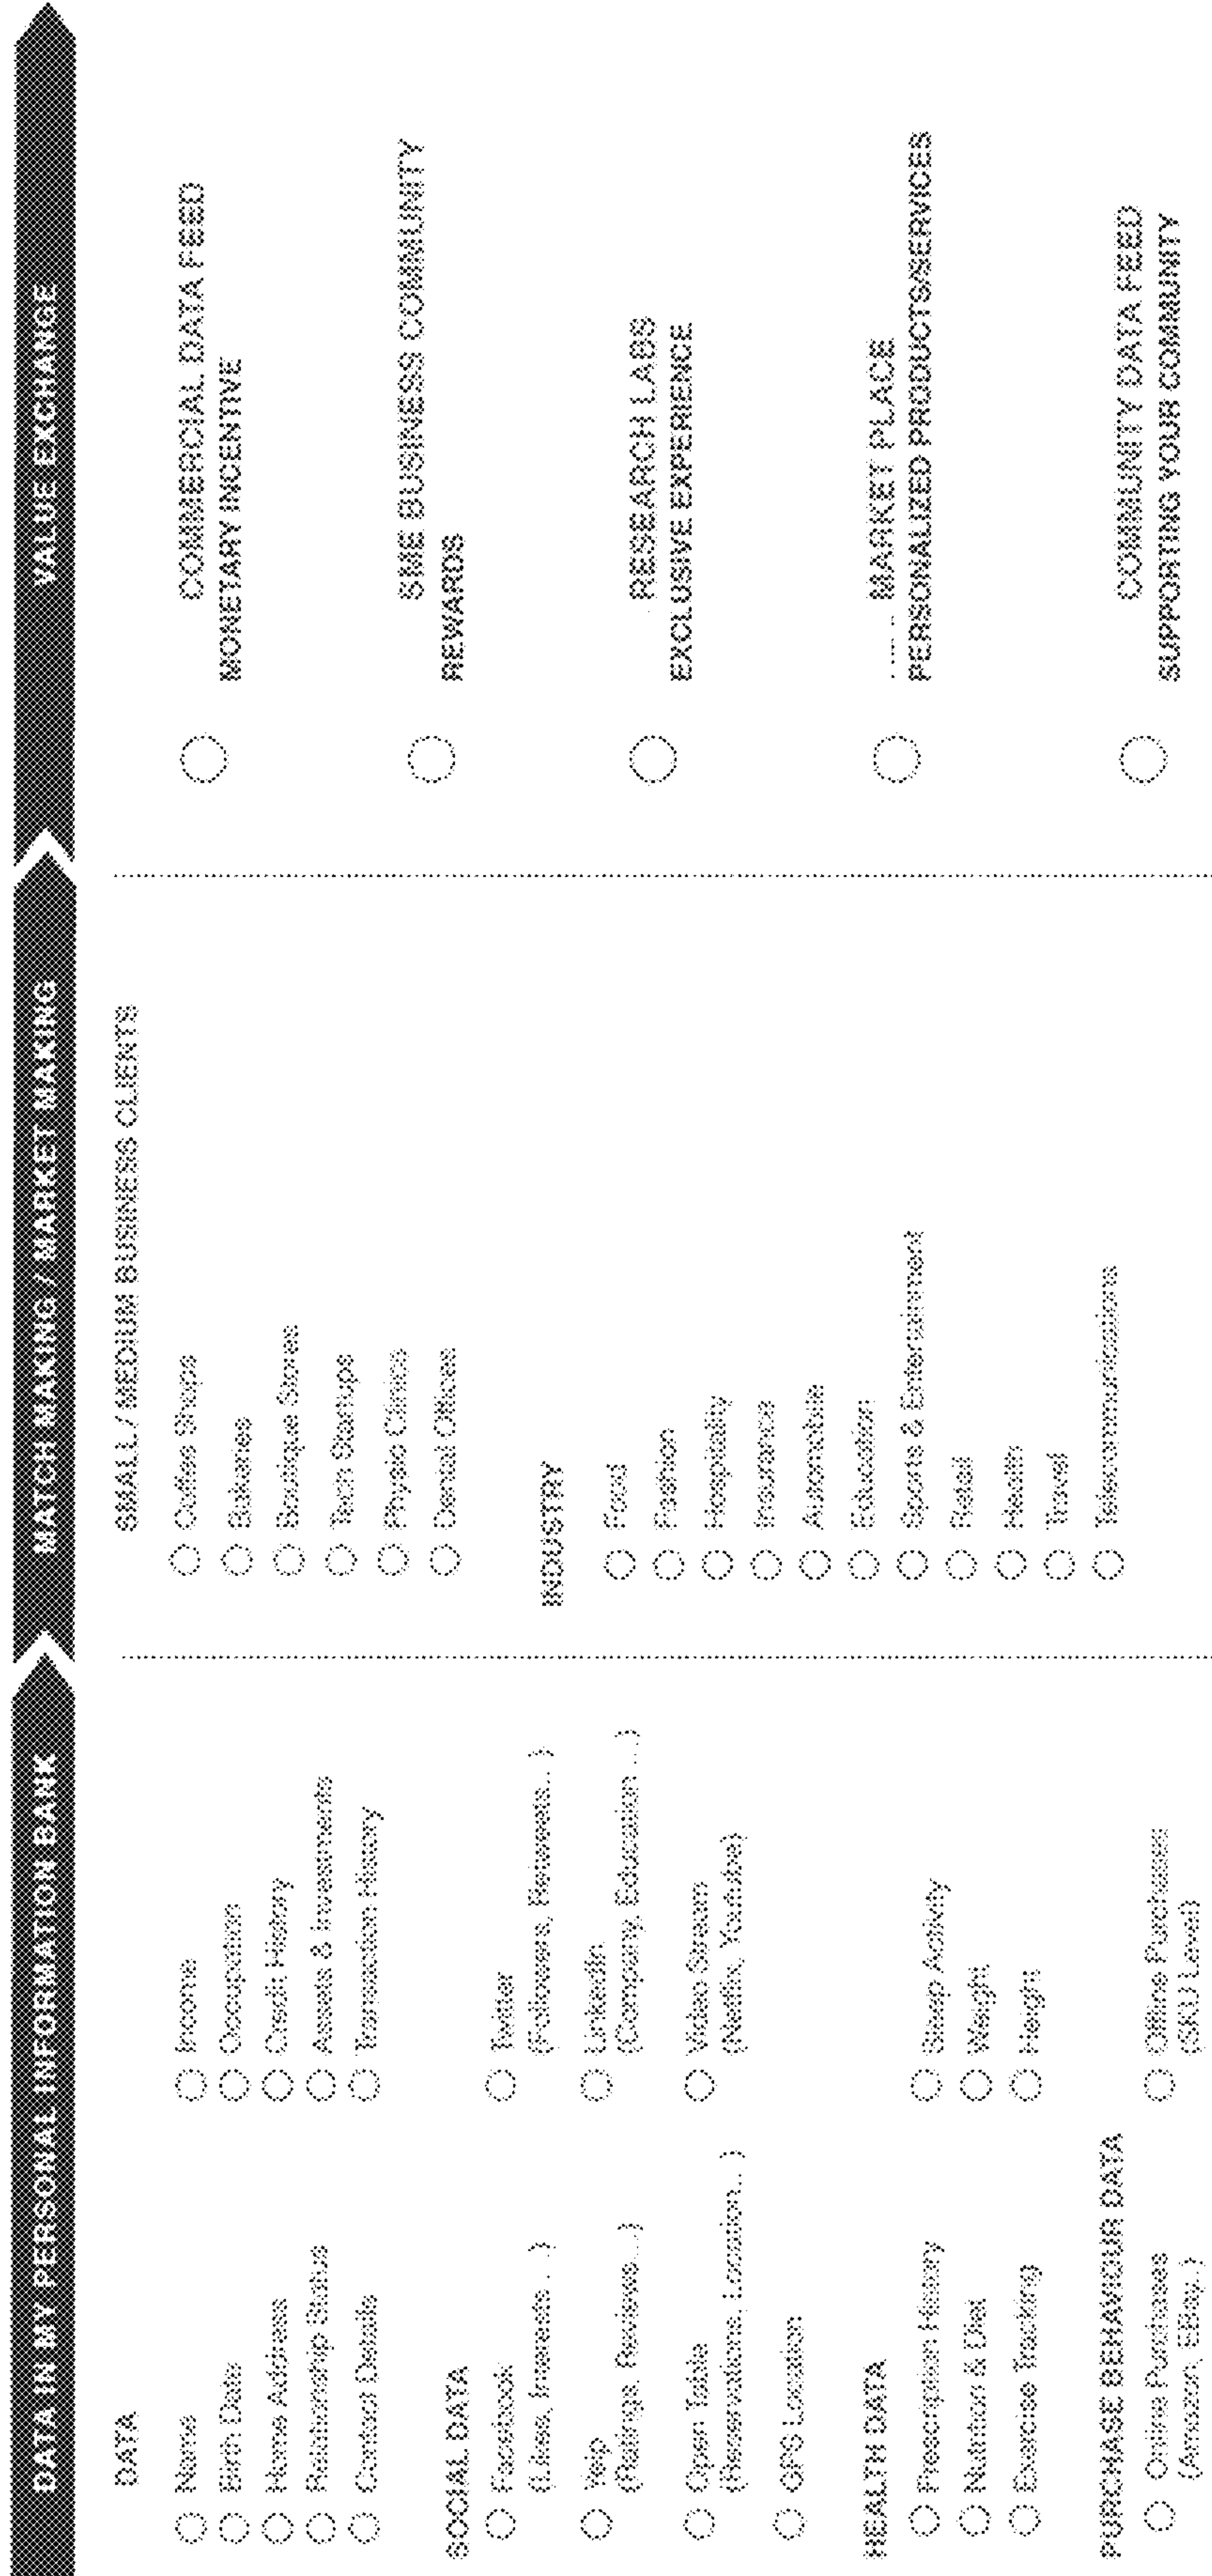 DATA IN MY PERSONAL INFORMATION BANK
DATA
Name
Birth Date
Home Address
Relationship Status
Contact Details
Income
Occupation
Credit History
Assets & Investments
Transaction History
SOCIAL DATA
Facebook
(Likes, Interests...)
Yelp
(Ratings, Reviews...)
Open Table
(Reservations, Location...)
GPS Location
Twitter
(Followers, Retweets...)
LinkedIn
(Company, Education ...)
Video Stream
(Netflix, Youtube)
HEALTH DATA
Prescription History
Nutrition & Diet
Exercise Tracking
Sleep Activity
Weight
Height
PURCHASE BEHAVIOUR DATA
Online Purchases
(Amazon, EBay..)
Offline Purchases
(SKU Level)
MATCH MAKING / MARKET MAKING
SMALL / MEDIUM BUSINESS CLIENTS
Coffee Shops
Bakeries
Boutique Stores
Tech Startups
Physio Clinics
Dental Offices
INDUSTRY
Food
Fashion
Hospitality
Insurance
Automobile
Education
Sports & Entertainment
Retail
Health
Travel
Telecommunications
VALUE EXCHANGE
COMMERCIAL DATA FEED
MONETARY INCENTIVE
SME BUSINESS COMMUNITY
REWARDS
RESEARCH LABS
EXCLUSIVE EXPERIENCE
MARKET PLACE
PERSONALIZED PRODUCTS/SERVICES
COMMUNITY DATA FEED
SUPPORTING YOUR COMMUNITY